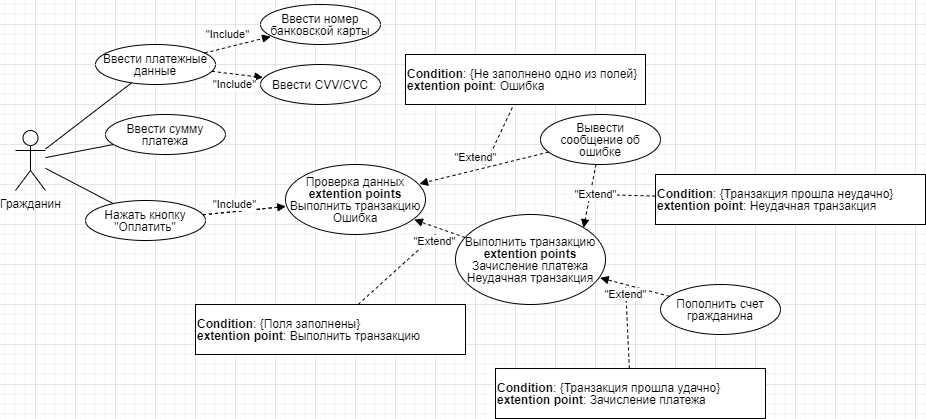 Ввести номер
банковской карты
"Include"
Ввести платежные
данные
"Include"
Ввести CVV/CVC
Condition: {Не заполнено одно из полей}
extention point: Ошибка
Ввести сумму
платежа
Вывести
сообщение об
ошибке
"Extend"
Гражданин
Проверка данных
extention points
Выполнить транзакцию
Ошибка
"Extend"
Condition: {Транзакция прошла неудачно}
extention point: Неудачная транзакция
Нажать кнопку
"Оплатить"
"Include"
"Extend"
Выполнить транзакцию
extention points
Зачисление платежа
Неудачная транзакция
"Extend"
Пополнить счет
гражданина
Condition: {Поля заполнены}
extention point: Выполнить транзакцию
Condition: {Транзакция прошла удачно}
extention point: Зачисление платежа